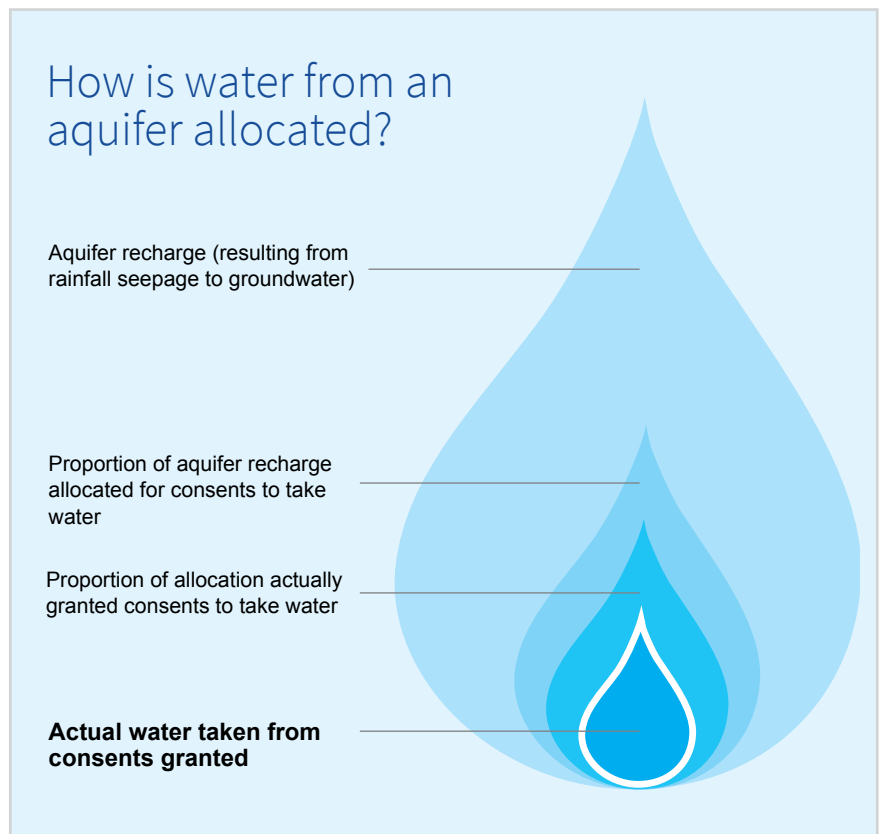 How is water from an
aquifer allocated?
Aquifer recharge (resulting from
rainfall seepage to groundwater)
Proportion of aquifer recharge
allocated for consents to take
water
Proportion of allocation actually
granted consents to take water
Actual water taken from
consents granted